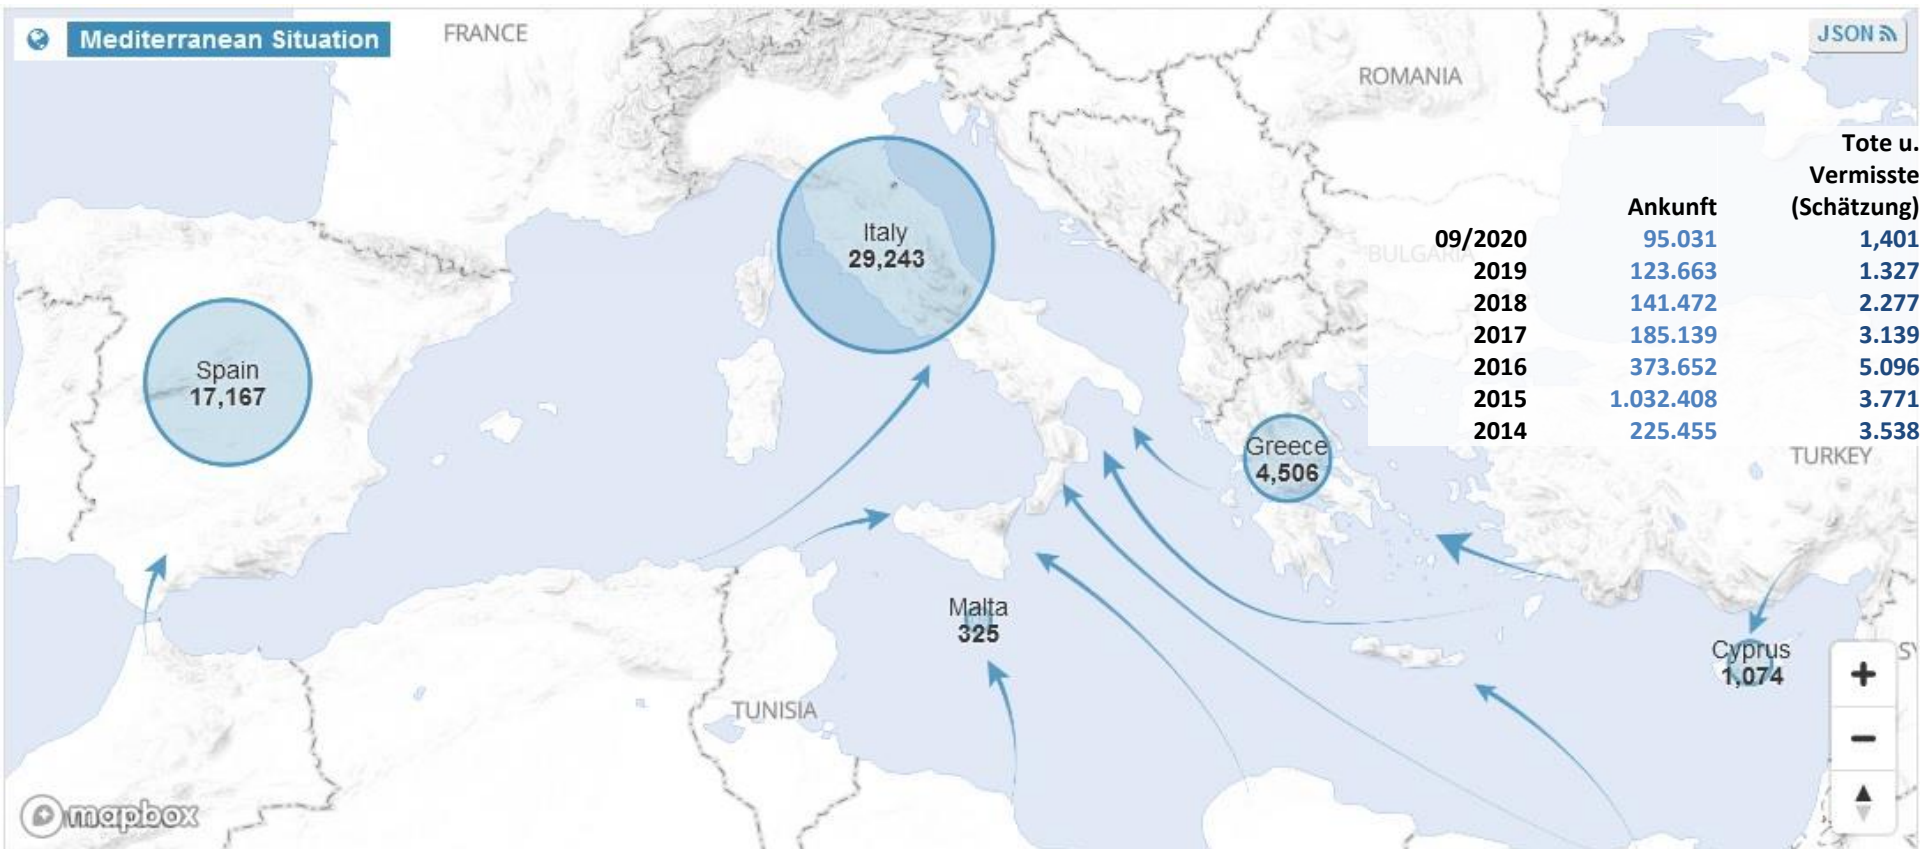 Mediterranean Situation
FRANCE
JSON
ROMANIA
Tote u.
Vermisste
Ankunft (Schätzung)
09/2020 95.031 1,401
2019 123.663 1.327
2018 141.472 2.277
2017 185.139 3.139
2016 373.652 5.096
2015 1.032.408 3.771
2014 225.455 3.538
BULGARIA
Italy
29,243
Spain
17,167
Greece
4,506
TURKEY
Malta
325
Cyprus
1,074
SY
TUNISIA
+
−
mapbox